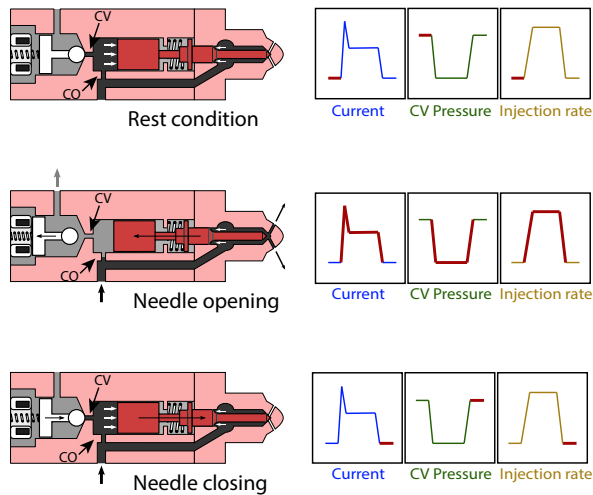 CV
CO
Rest condition
Current
CV Pressure
Injection rate
CV
CO
Needle opening
Current
CV Pressure
Injection rate
CV
CO
Needle closing
Current
CV Pressure
Injection rate